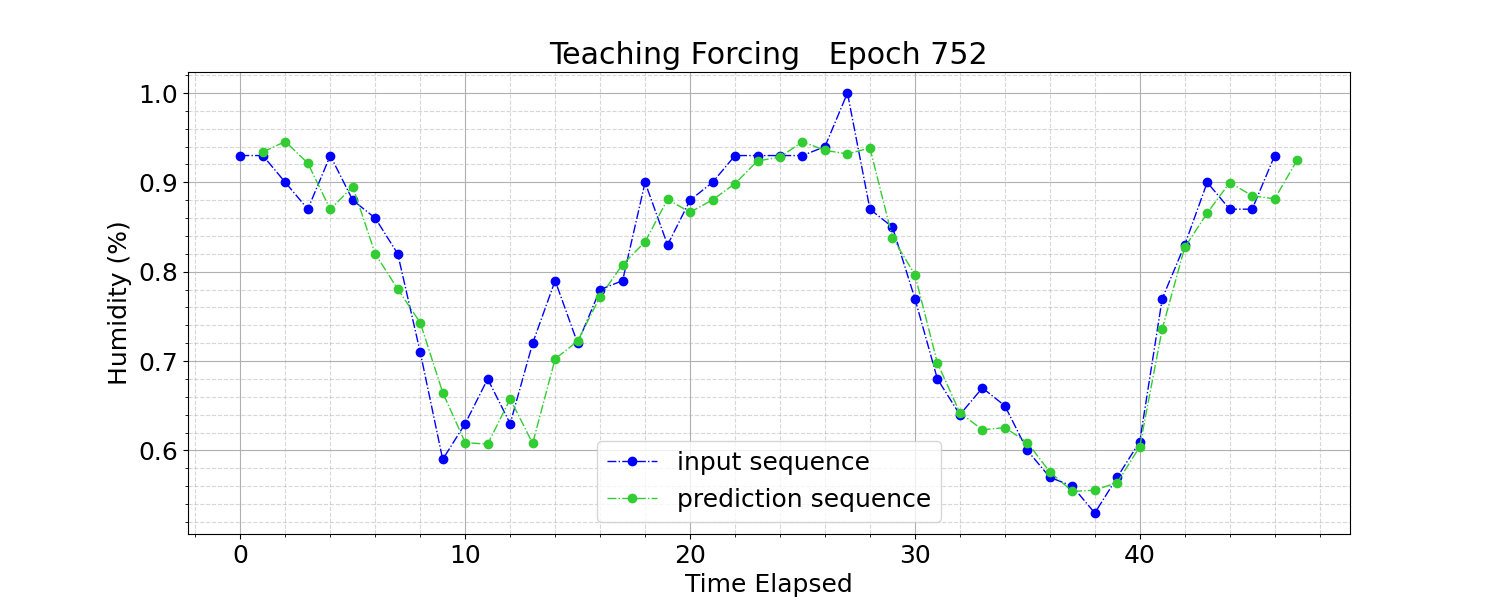 Teaching Forcing   Epoch 752
1.0
0.9
0.8
0.7
0.6
Humidity (%)
input sequence
prediction sequence
0 10 20 30 40
Time Elapsed